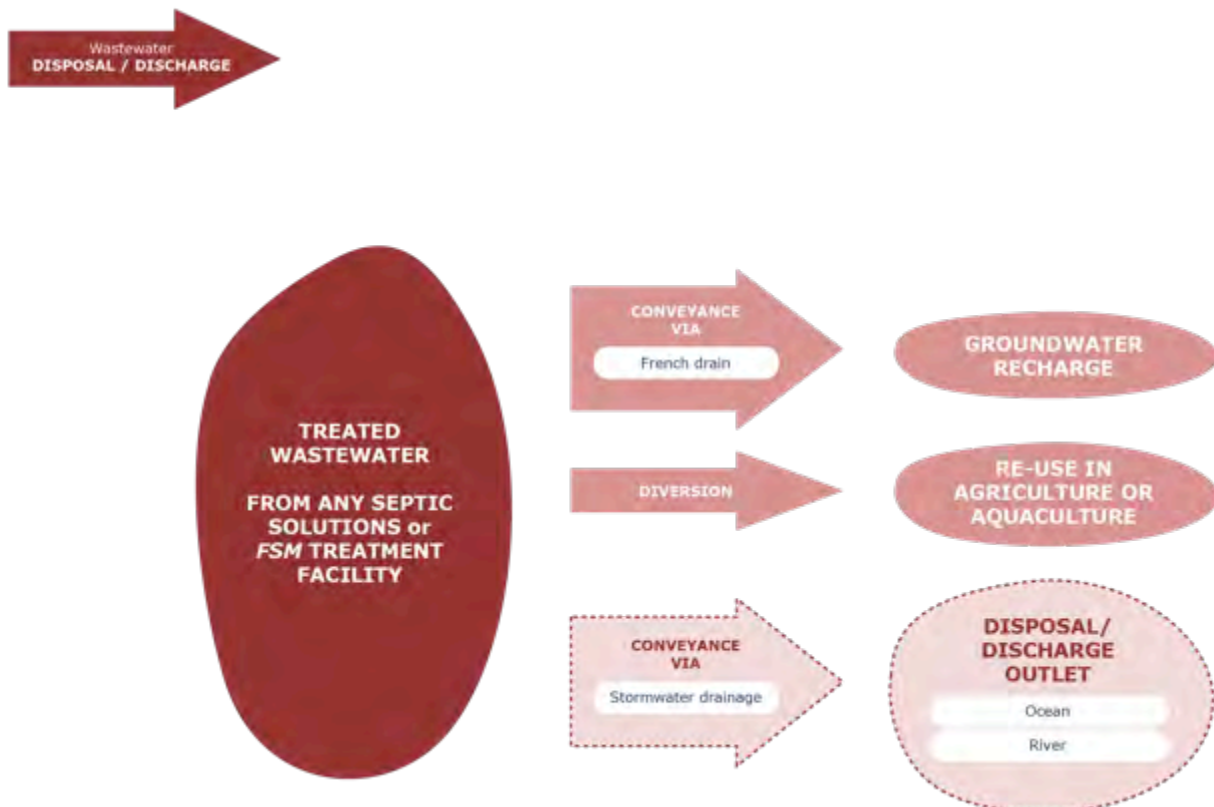 Wastewater
DISPOSAL / DISCHARGE
TREATED
WASTEWATER
FROM ANY SEPTIC
SOLUTIONS or
FSM TREATMENT
FACILITY
CONVEYANCE
VIA
French drain
GROUNDWATER
RECHARGE
DIVERSION
RE-USE IN
AGRICULTURE OR
AQUACULTURE
CONVEYANCE
VIA
Stormwater drainage
DISPOSAL/
DISCHARGE
OUTLET
Ocean
River